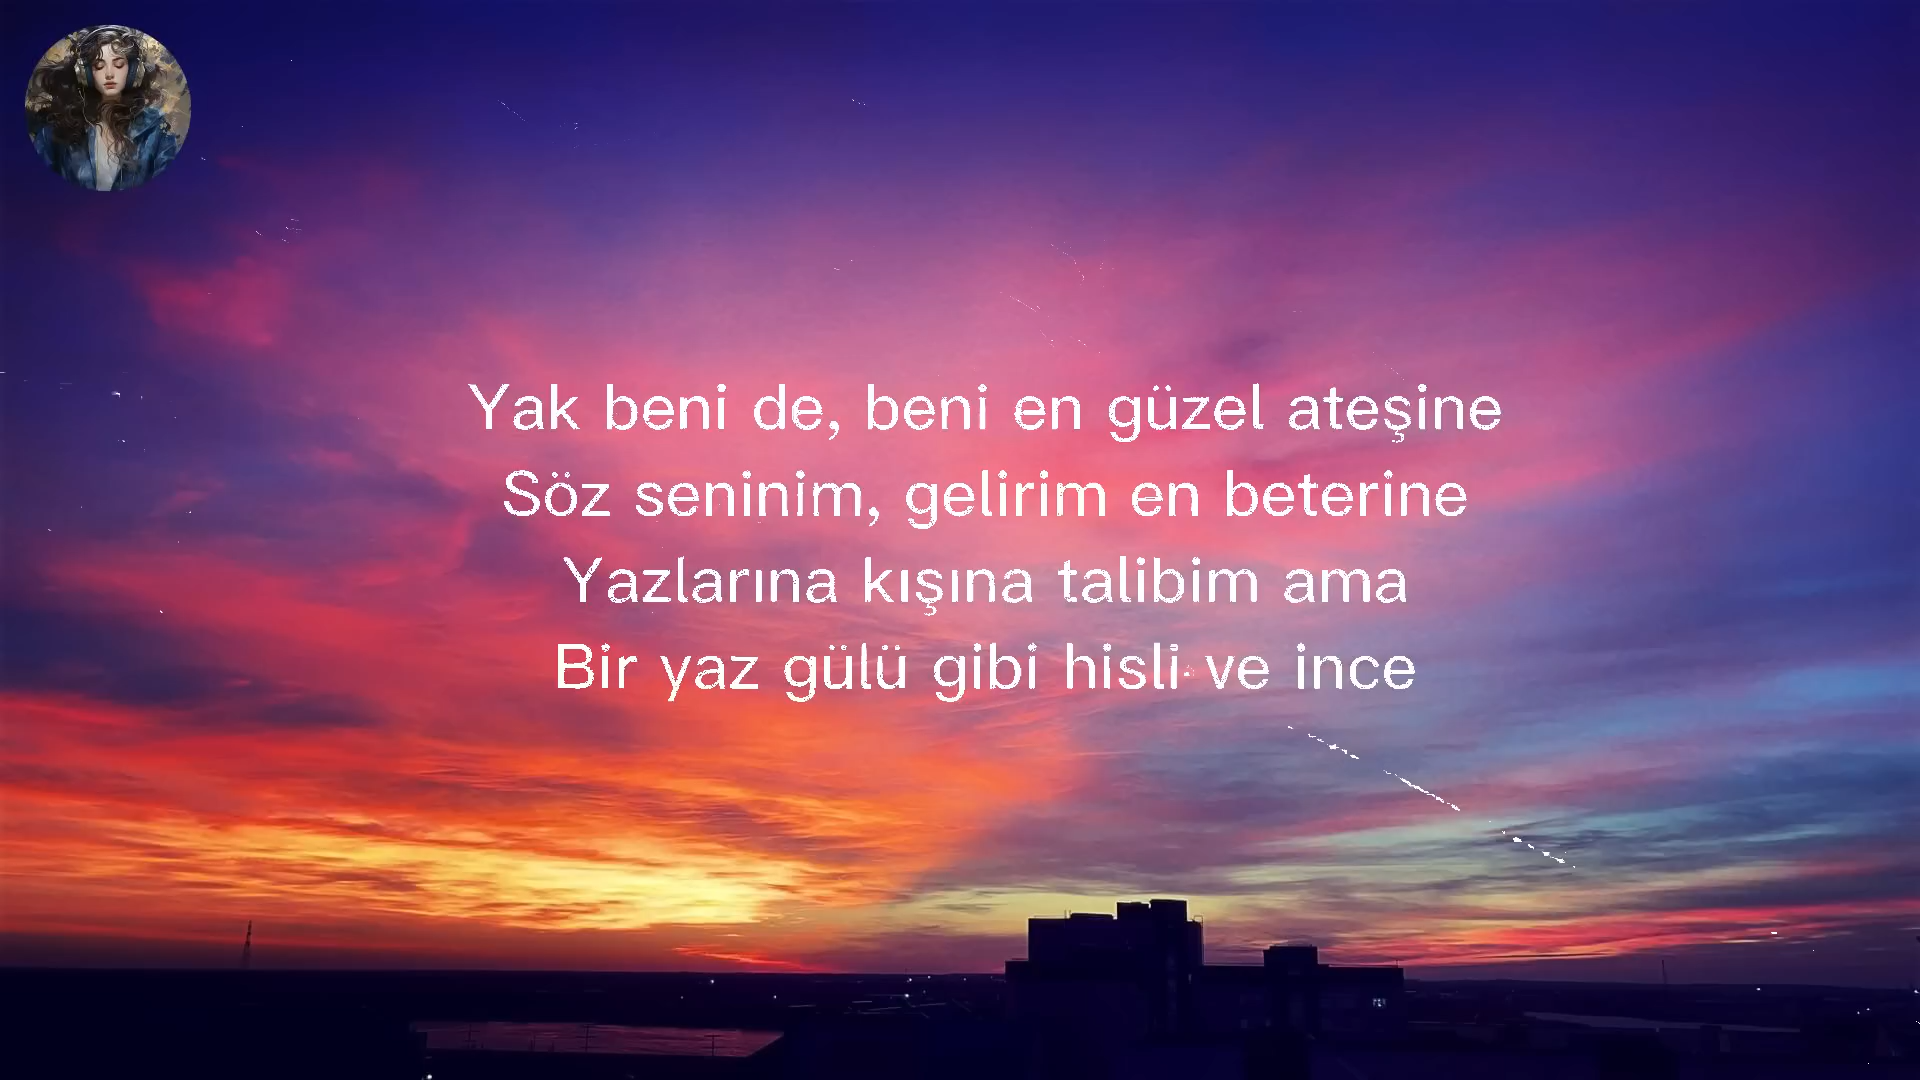 Yak beni de, beni en güzel ateşine
Söz seninim, gelirim en beterine
Yazlarına kışına talibim ama
Bir yaz gülü gibi hisli ve ince